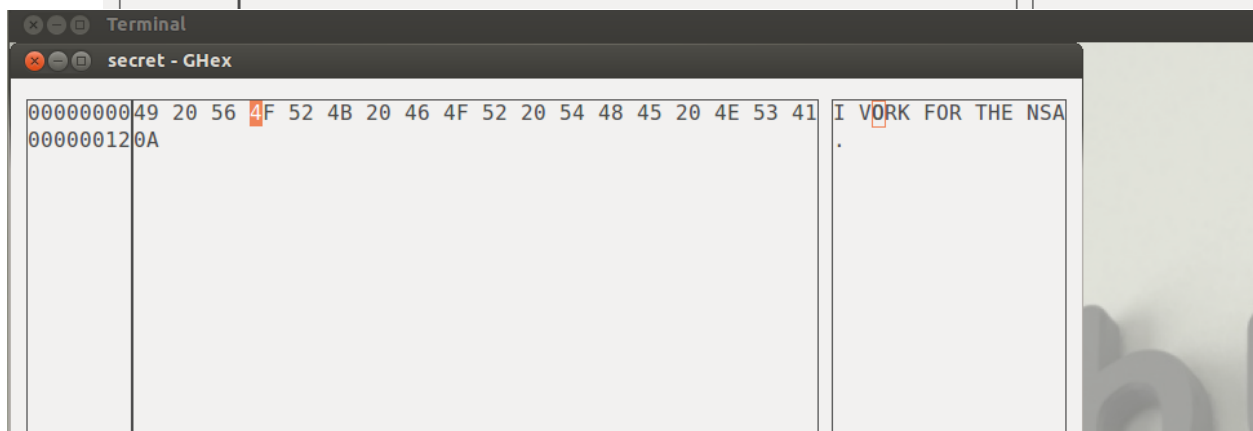 Terminal
secret - GHex
00000000 49 20 56 4F 52 4B 20 46 4F 52 20 54 48 45 20 4E 53 41 I VORK FOR THE NSA
00000012 0A .